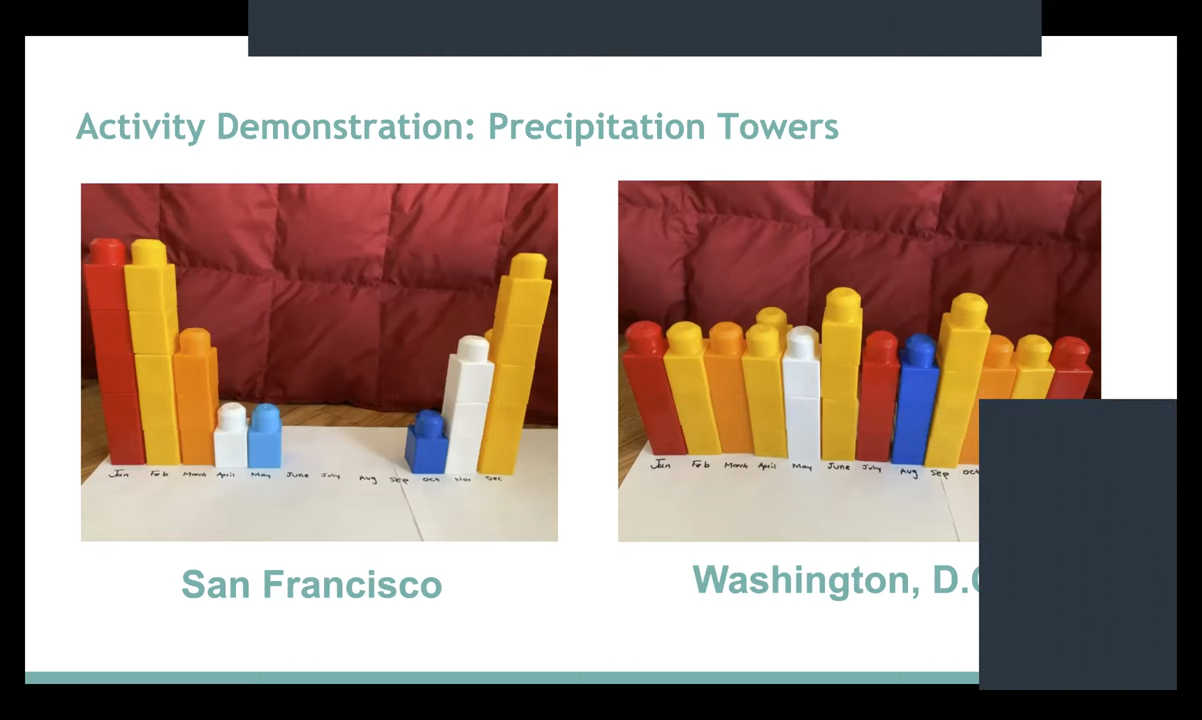 Activity Demonstration: Precipitation Towers
Jan Feb March April May June July Aug Sep Oct Nov Dec
Jan Feb March April May June July Aug Sep Oct
San Francisco
Washington, D.C